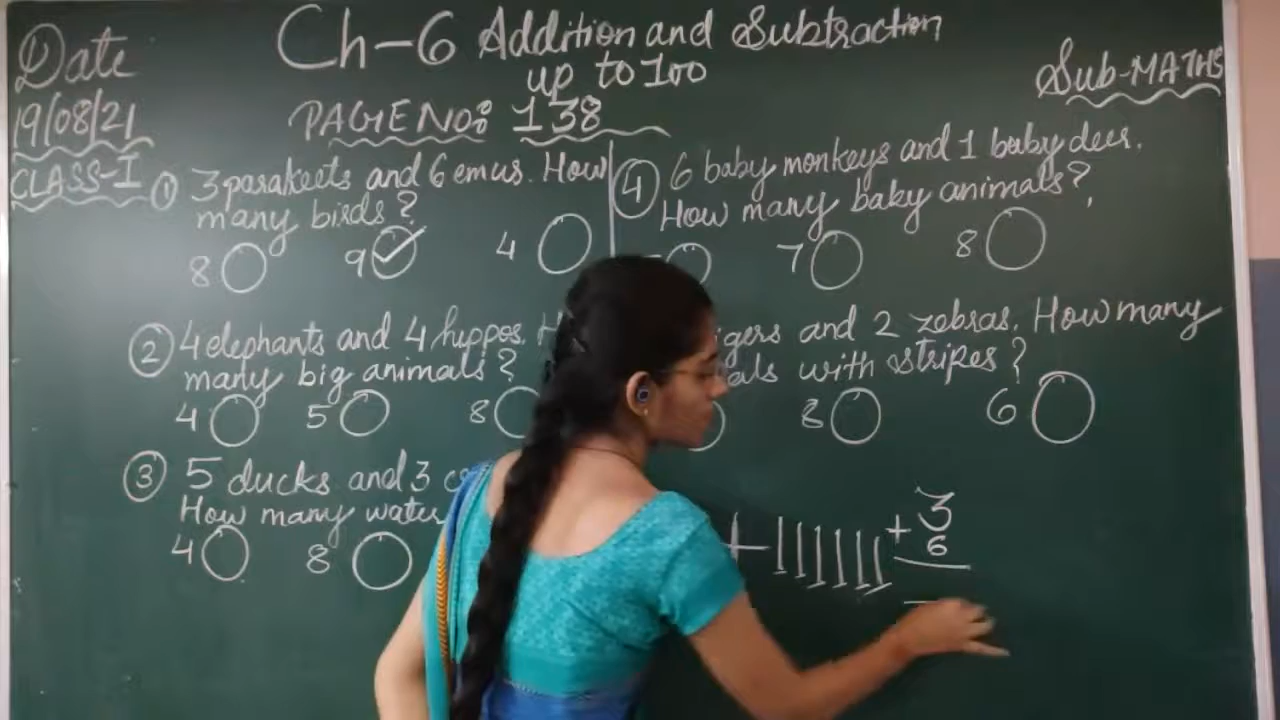 Date
19/08/21
CLASS-I
Ch-6 Addition and Subtraction
up to 100
PAGE NO: 138
Sub-MATHS
① 3 parakeets and 6 emus. How
many birds?
8 9 4
② 4 elephants and 4 hippos.
many big animals?
4 5 8
③ 5 ducks and 3
How many water
4 8
④ 6 baby monkeys and 1 baby deer.
How many baby animals?
7 8
and 2 zebras. How many
with stripes?
8 6
+ ||||||
3
+ 6